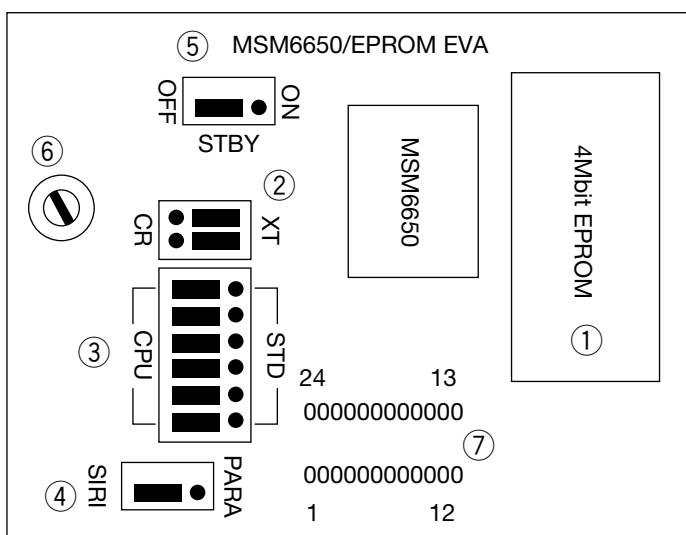 ⑤ MSM6650/EPROM EVA
OFF
ON
STBY
⑥
②
CR
XT
MSM6650
4Mbit EPROM
①
③
CPU
STD
24 13
000000000000
⑦
000000000000
1 12
④
SIRI
PARA